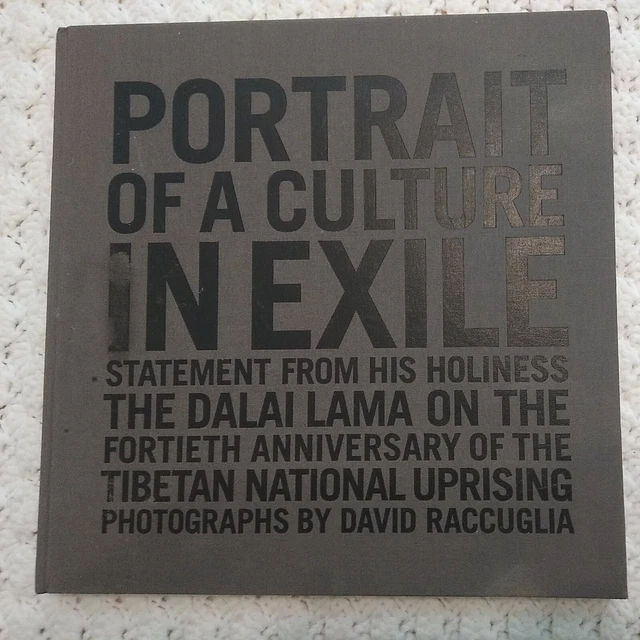 PORTRAIT
OF A CULTURE
IN EXILE
STATEMENT FROM HIS HOLINESS
THE DALAI LAMA ON THE
FORTIETH ANNIVERSARY OF THE
TIBETAN NATIONAL UPRISING
PHOTOGRAPHS BY DAVID RACCUGLIA